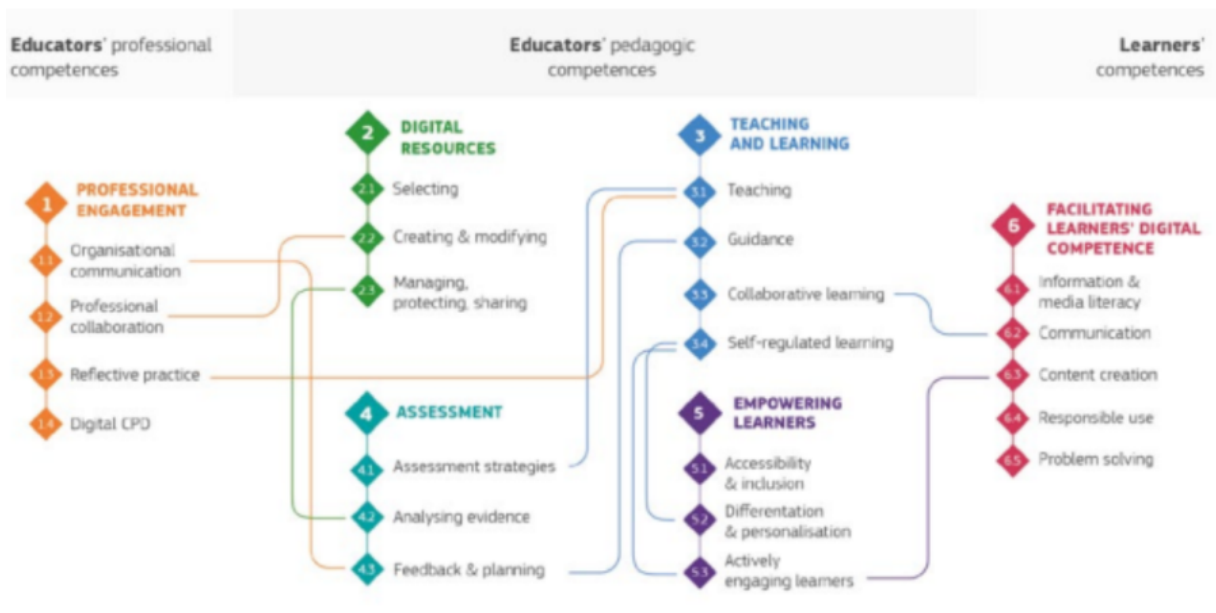 Educators' professional
competences
Educators' pedagogic
competences
Learners'
competences
1
PROFESSIONAL
ENGAGEMENT
1.1
Organisational
communication
1.2
Professional
collaboration
1.3
Reflective practice
1.4
Digital CPD
2
DIGITAL
RESOURCES
2.1
Selecting
2.2
Creating & modifying
2.3
Managing,
protecting, sharing
3
TEACHING
AND LEARNING
3.1
Teaching
3.2
Guidance
3.3
Collaborative learning
3.4
Self-regulated learning
4
ASSESSMENT
4.1
Assessment strategies
4.2
Analysing evidence
4.3
Feedback & planning
5
EMPOWERING
LEARNERS
5.1
Accessibility
& inclusion
5.2
Differentation
& personalisation
5.3
Actively
engaging learners
6
FACILITATING
LEARNERS' DIGITAL
COMPETENCE
6.1
Information &
media literacy
6.2
Communication
6.3
Content creation
6.4
Responsible use
6.5
Problem solving